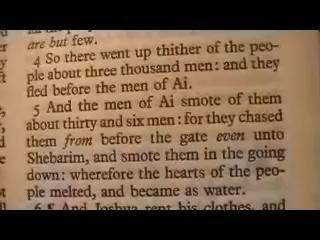 are but few.
4 So there went up thither of the peo-
ple about three thousand men: and they
fled before the men of Ai.
5 And the men of Ai smote of them
about thirty and six men: for they chased
them from before the gate even unto
Shebarim, and smote them in the going
down: wherefore the hearts of the peo-
ple melted, and became as water.
6 ¶ And Joshua rent his clothes, and